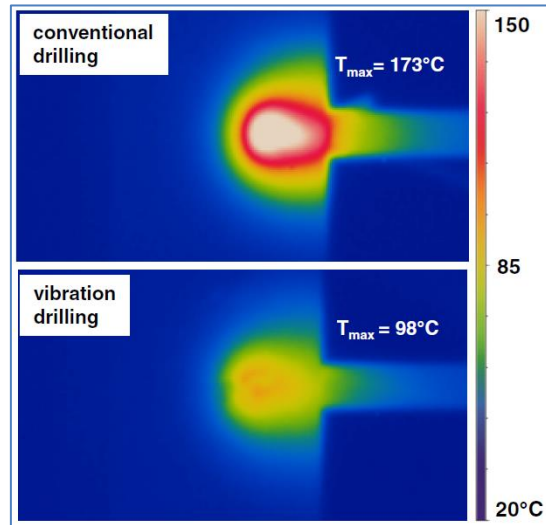 conventional
drilling
Tmax= 173°C
150
85
vibration
drilling
Tmax = 98°C
20°C